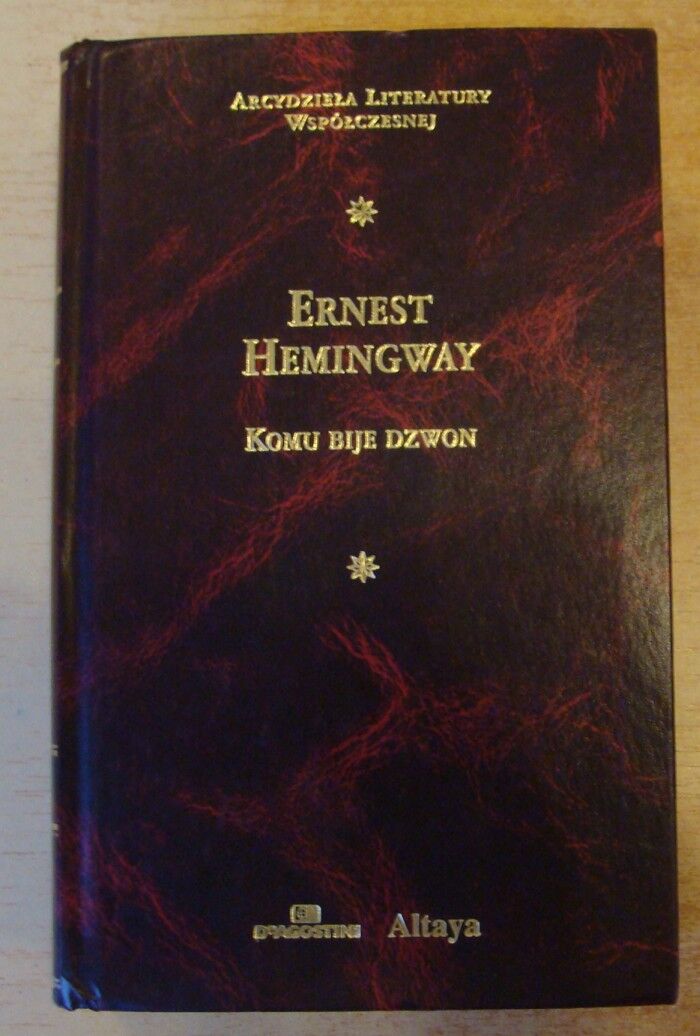 ARCYDZIEŁA LITERATURY
WSPÓŁCZESNEJ
ERNEST
HEMINGWAY
KOMU BIJE DZWON
DEAGOSTINI Altaya